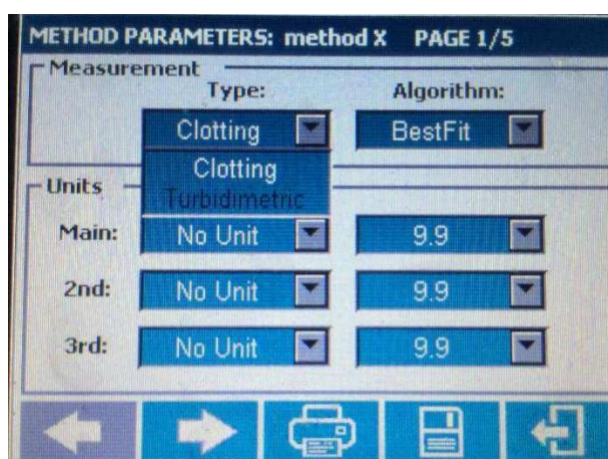 METHOD PARAMETERS: method X PAGE 1/5
Measurement
Type: Algorithm:
Clotting BestFit
Clotting
Turbidimetric
Units
Main: No Unit 9.9
2nd: No Unit 9.9
3rd: No Unit 9.9